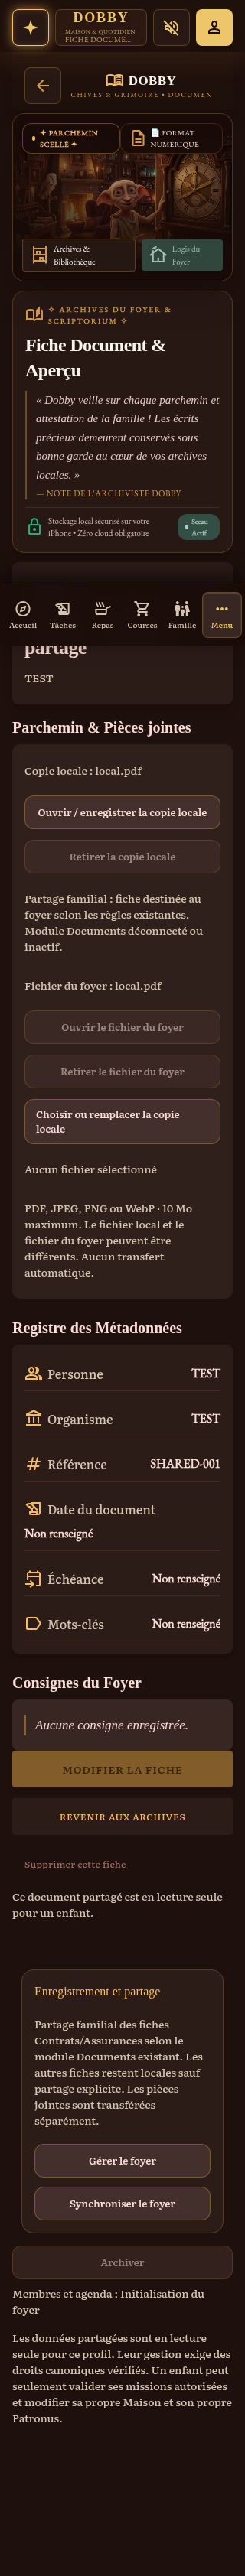 DOBBY
MAISON & QUOTIDIEN
FICHE DOCUME...
DOBBY
CHIVES & GRIMOIRE • DOCUMEN
✦ PARCHEMIN
SCELLÉ ✦
📄 FORMAT
NUMÉRIQUE
Archives &
Bibliothèque
Logis du
Foyer
✧ ARCHIVES DU FOYER &
SCRIPTORIUM ✧
Fiche Document &
Aperçu
« Dobby veille sur chaque parchemin et
attestation de la famille ! Les écrits
précieux demeurent conservés sous
bonne garde au cœur de vos archives
locales. »
— NOTE DE L'ARCHIVISTE DOBBY
Stockage local sécurisé sur votre
iPhone • Zéro cloud obligatoire
Sceau
Actif
Accueil
Tâches
Repas
Courses
Famille
Menu
partagé
TEST
Parchemin & Pièces jointes
Copie locale : local.pdf
Ouvrir / enregistrer la copie locale
Retirer la copie locale
Partage familial : fiche destinée au
foyer selon les règles existantes.
Module Documents déconnecté ou
inactif.
Fichier du foyer : local.pdf
Ouvrir le fichier du foyer
Retirer le fichier du foyer
Choisir ou remplacer la copie
locale
Aucun fichier sélectionné
PDF, JPEG, PNG ou WebP · 10 Mo
maximum. Le fichier local et le
fichier du foyer peuvent être
différents. Aucun transfert
automatique.
Registre des Métadonnées
Personne TEST
Organisme TEST
Référence SHARED-001
Date du document
Non renseigné
Échéance Non renseigné
Mots-clés Non renseigné
Consignes du Foyer
Aucune consigne enregistrée.
MODIFIER LA FICHE
REVENIR AUX ARCHIVES
Supprimer cette fiche
Ce document partagé est en lecture seule
pour un enfant.
Enregistrement et partage
Partage familial des fiches
Contrats/Assurances selon le
module Documents existant. Les
autres fiches restent locales sauf
partage explicite. Les pièces
jointes sont transférées
séparément.
Gérer le foyer
Synchroniser le foyer
Archiver
Membres et agenda : Initialisation du
foyer
Les données partagées sont en lecture
seule pour ce profil. Leur gestion exige des
droits canoniques vérifiés. Un enfant peut
seulement valider ses missions autorisées
et modifier sa propre Maison et son propre
Patronus.